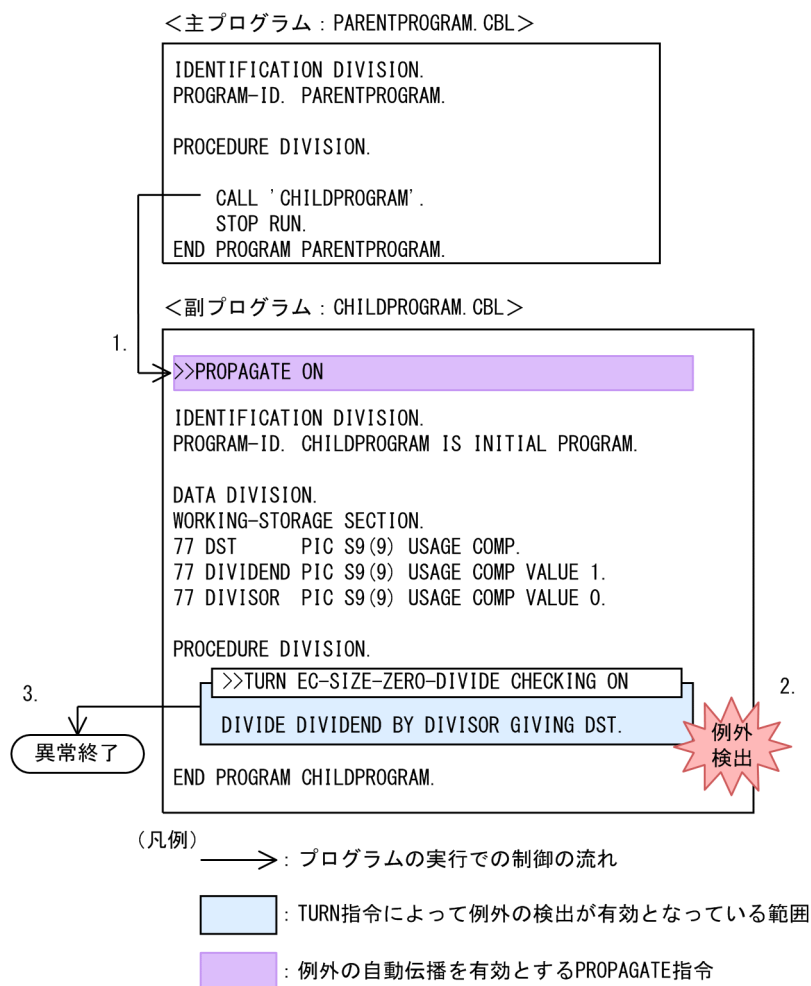 ＜主プログラム：PARENTPROGRAM.CBL＞
IDENTIFICATION DIVISION.
PROGRAM-ID. PARENTPROGRAM.
PROCEDURE DIVISION.
CALL 'CHILDPROGRAM'.
STOP RUN.
END PROGRAM PARENTPROGRAM.
＜副プログラム：CHILDPROGRAM.CBL＞
1.
>>PROPAGATE ON
IDENTIFICATION DIVISION.
PROGRAM-ID. CHILDPROGRAM IS INITIAL PROGRAM.
DATA DIVISION.
WORKING-STORAGE SECTION.
77 DST      PIC S9(9) USAGE COMP.
77 DIVIDEND PIC S9(9) USAGE COMP VALUE 1.
77 DIVISOR  PIC S9(9) USAGE COMP VALUE 0.
PROCEDURE DIVISION.
>>TURN EC-SIZE-ZERO-DIVIDE CHECKING ON
2.
3.
DIVIDE DIVIDEND BY DIVISOR GIVING DST.
例外
検出
異常終了
END PROGRAM CHILDPROGRAM.
（凡例）
：プログラムの実行での制御の流れ
：TURN指令によって例外の検出が有効となっている範囲
：例外の自動伝播を有効とするPROPAGATE指令